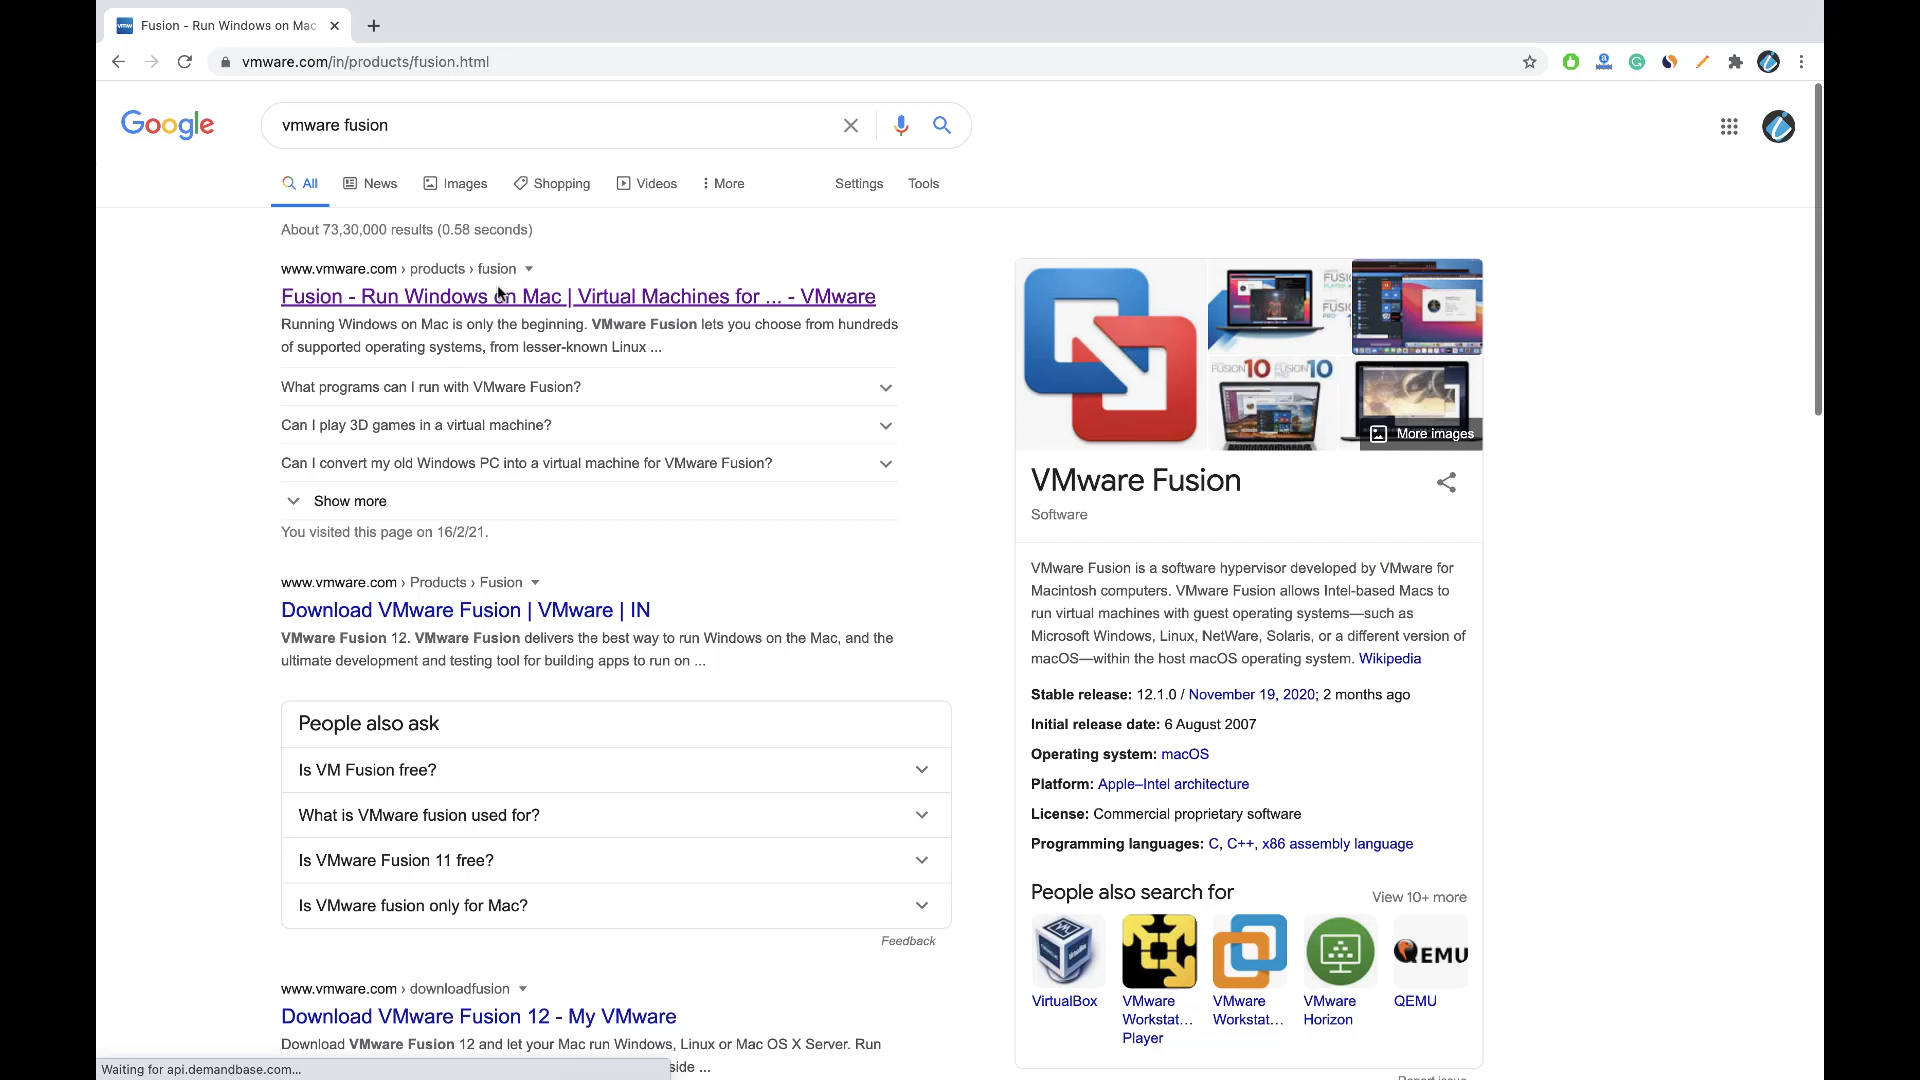 Fusion - Run Windows on Mac
vmware.com/in/products/fusion.html
Google
vmware fusion
All
News
Images
Shopping
Videos
More
Settings
Tools
About 73,30,000 results (0.58 seconds)
www.vmware.com › products › fusion
Fusion - Run Windows on Mac | Virtual Machines for ... - VMware
Running Windows on Mac is only the beginning. VMware Fusion lets you choose from hundreds
of supported operating systems, from lesser-known Linux ...
What programs can I run with VMware Fusion?
Can I play 3D games in a virtual machine?
Can I convert my old Windows PC into a virtual machine for VMware Fusion?
Show more
You visited this page on 16/2/21.
www.vmware.com › Products › Fusion
Download VMware Fusion | VMware | IN
VMware Fusion 12. VMware Fusion delivers the best way to run Windows on the Mac, and the
ultimate development and testing tool for building apps to run on ...
People also ask
Is VM Fusion free?
What is VMware fusion used for?
Is VMware Fusion 11 free?
Is VMware fusion only for Mac?
Feedback
www.vmware.com › downloadfusion
Download VMware Fusion 12 - My VMware
Download VMware Fusion 12 and let your Mac run Windows, Linux or Mac OS X Server. Run
side ...
Waiting for api.demandbase.com...
FUSION 10
10
More images
VMware Fusion
Software
VMware Fusion is a software hypervisor developed by VMware for
Macintosh computers. VMware Fusion allows Intel-based Macs to
run virtual machines with guest operating systems—such as
Microsoft Windows, Linux, NetWare, Solaris, or a different version of
macOS—within the host macOS operating system. Wikipedia
Stable release: 12.1.0 / November 19, 2020; 2 months ago
Initial release date: 6 August 2007
Operating system: macOS
Platform: Apple–Intel architecture
License: Commercial proprietary software
Programming languages: C, C++, x86 assembly language
People also search for
View 10+ more
QEMU
VirtualBox
VMware
Workstat...
Player
VMware
Workstat...
VMware
Horizon
QEMU